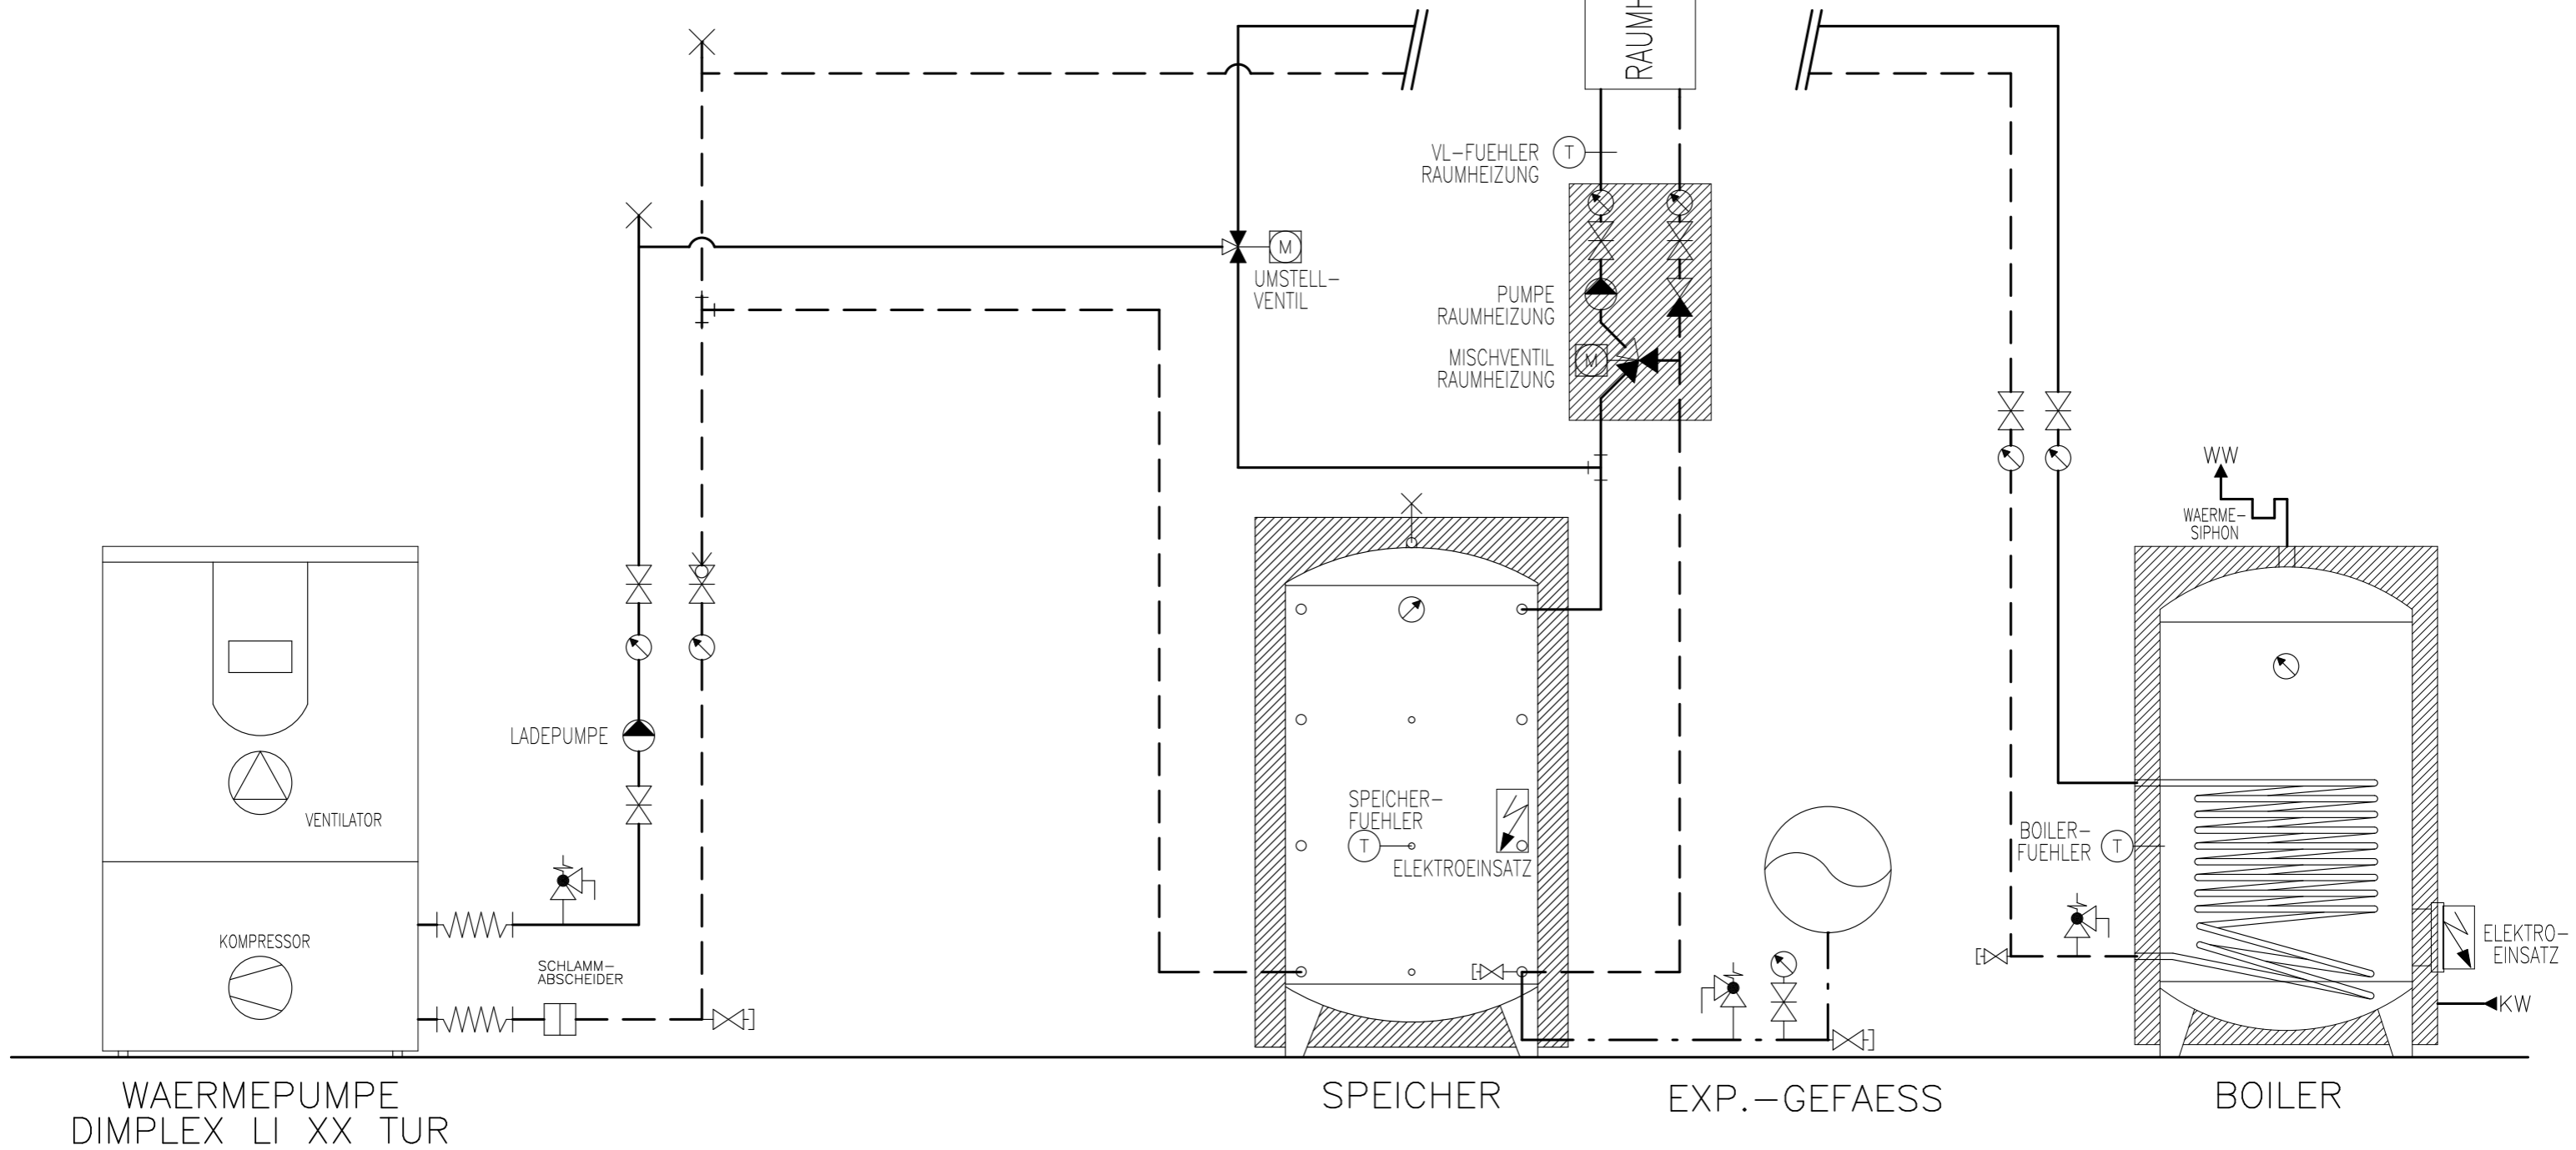 RAUMH
VL-FUEHLER
RAUMHEIZUNG
T
M
UMSTELL-
VENTIL
PUMPE
RAUMHEIZUNG
MISCHVENTIL
RAUMHEIZUNG
M
WW
WAERME-
SIPHON
LADEPUMPE
VENTILATOR
SPEICHER-
FUEHLER
T
ELEKTROEINSATZ
BOILER-
FUEHLER
T
KOMPRESSOR
SCHLAMM-
ABSCHEIDER
ELEKTRO-
EINSATZ
KW
WAERMEPUMPE
DIMPLEX LI XX TUR
SPEICHER
EXP.-GEFAESS
BOILER